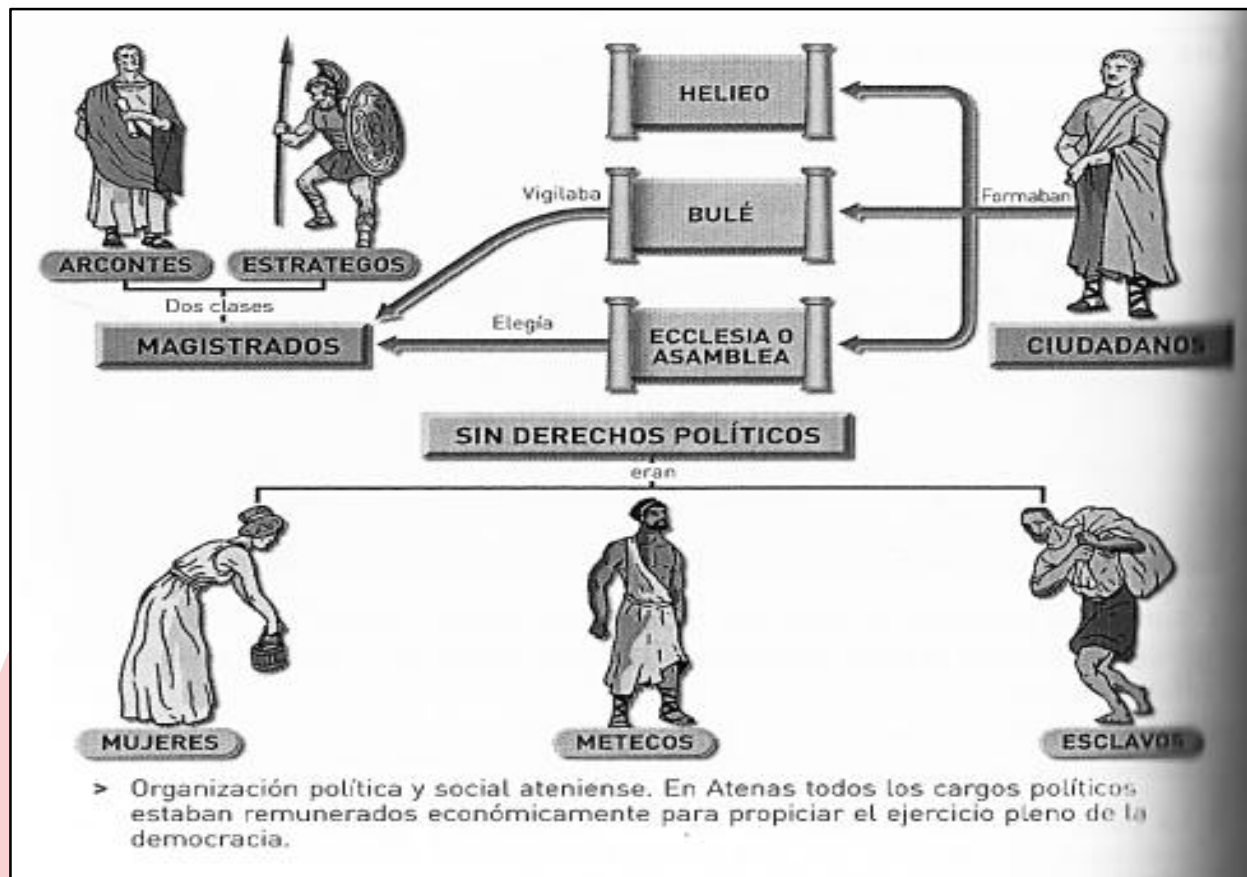 HELIEO
Vigilaba
BULÉ
Formaban
ARCONTES
ESTRATEGOS
Dos clases
MAGISTRADOS
Elegía
ECCLESIA O
ASAMBLEA
CIUDADANOS
SIN DERECHOS POLÍTICOS
eran
MUJERES
METECOS
ESCLAVOS
> Organización política y social ateniense. En Atenas todos los cargos políticos
estaban remunerados económicamente para propiciar el ejercicio pleno de la
democracia.